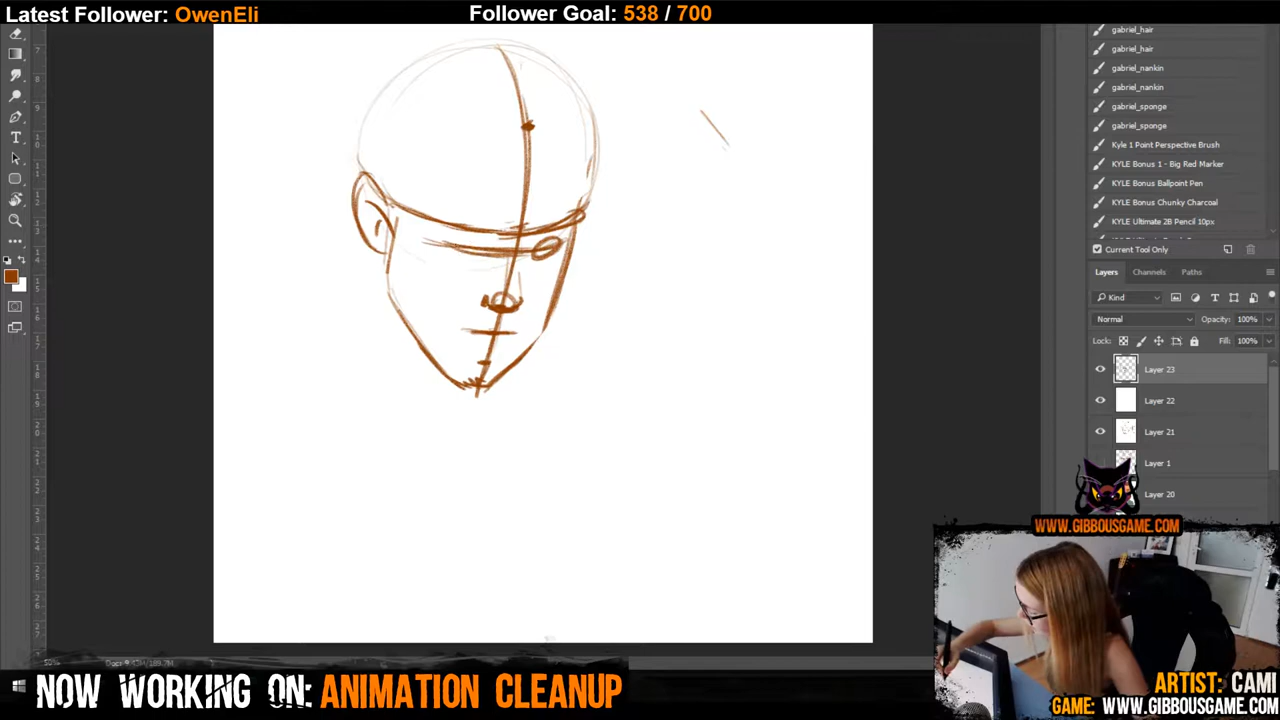 Latest Follower: OwenEli
Follower Goal: 538 / 700
gabriel_hair
gabriel_hair
gabriel_nankin
gabriel_nankin
gabriel_sponge
gabriel_sponge
Kyle 1 Point Perspective Brush
KYLE Bonus 1 - Big Red Marker
KYLE Bonus Ballpoint Pen
KYLE Bonus Chunky Charcoal
KYLE Ultimate 2B Pencil 10px
Current Tool Only
Layers Channels Paths
Kind
Normal Opacity: 100%
Lock: Fill: 100%
Layer 23
Layer 22
Layer 21
Layer 1
Layer 20
WWW.GIBBOUSGAME.COM
50%
NOW WORKING ON: ANIMATION CLEANUP
ARTIST: CAMI
GAME: WWW.GIBBOUSGAME.COM